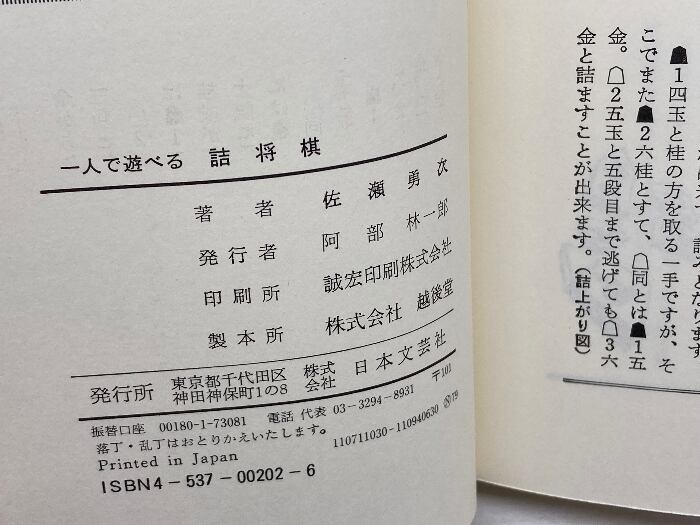 一人で遊べる 詰将棋
著者 佐瀬勇次
発行者 阿部林一郎
印刷所 誠宏印刷株式会社
製本所 株式会社 越後堂
発行所 東京都千代田区神田神保町1の8 株式会社 日本文芸社
〒101
振替口座 00180-1-73081 電話 代表 03-3294-8931
落丁・乱丁はおとりかえいたします。
110711030-110940630 Ⓝ79
Printed in Japan
ISBN4-537-00202-6
☗1四玉と桂の方を取る一手ですが、そ
こでまた☗2六桂とすて、☖同とは☗1五
金。☖2五玉と五段目まで逃げても☖3六
金と詰ますことが出来ます。(詰上がり図)